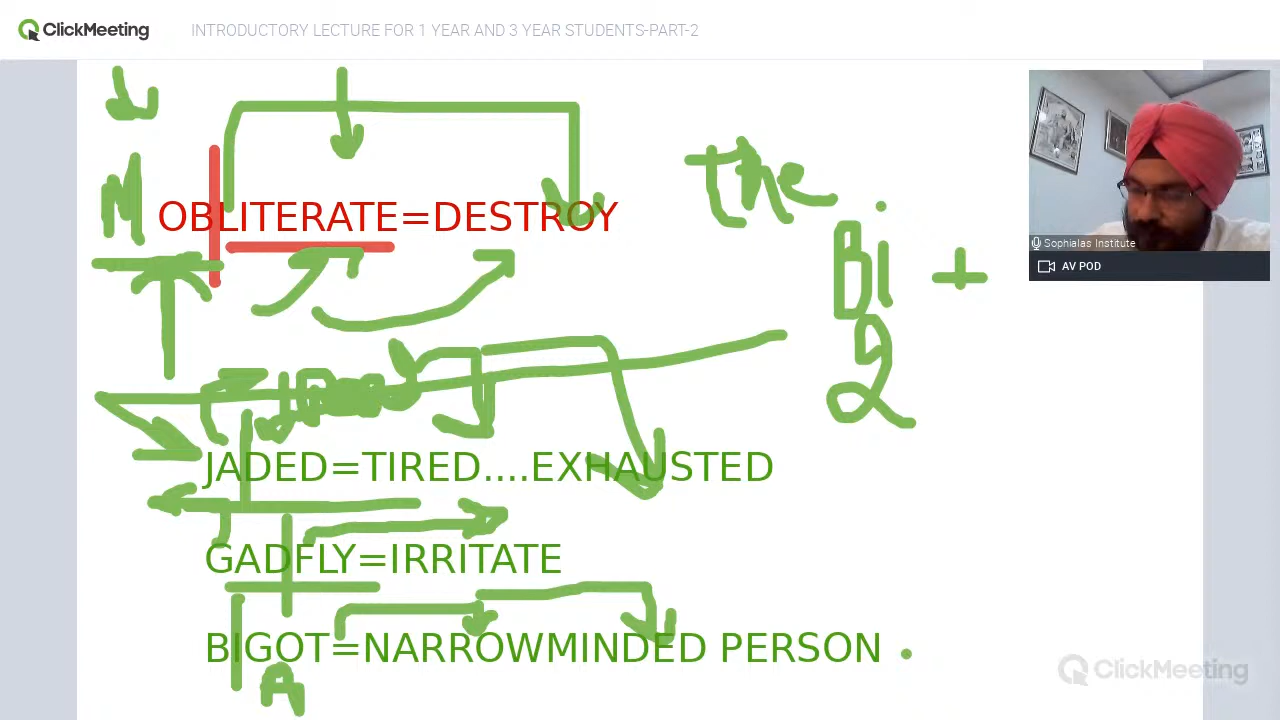 ClickMeeting INTRODUCTORY LECTURE FOR 1 YEAR AND 3 YEAR STUDENTS-PART-2
the
OBLITERATE=DESTROY
Sophialas Institute
AV POD
Bi +
2
JADED=TIRED....EXHAUSTED
GADFLY=IRRITATE
BIGOT=NARROWMINDED PERSON
A
ClickMeeting